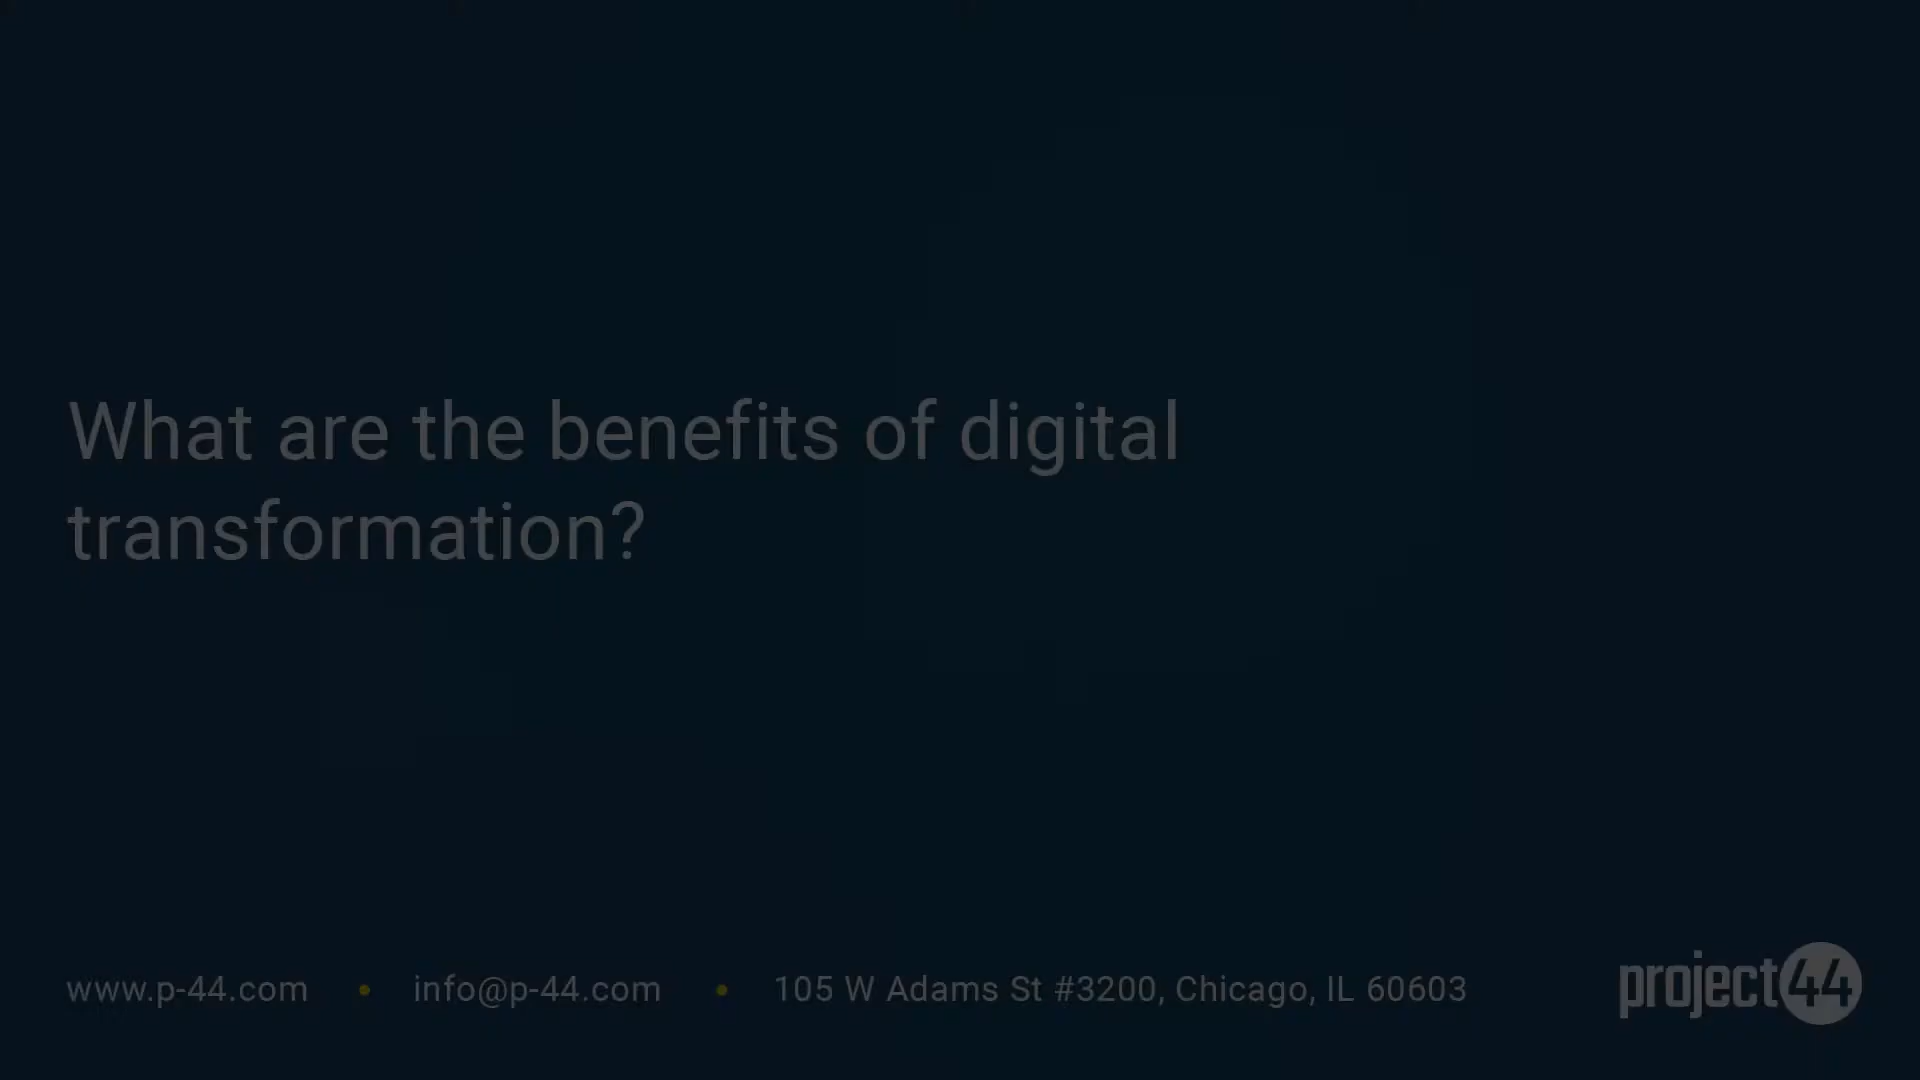 What are the benefits of digital
transformation?
www.p-44.com • info@p-44.com • 105 W Adams St #3200, Chicago, IL 60603
project44